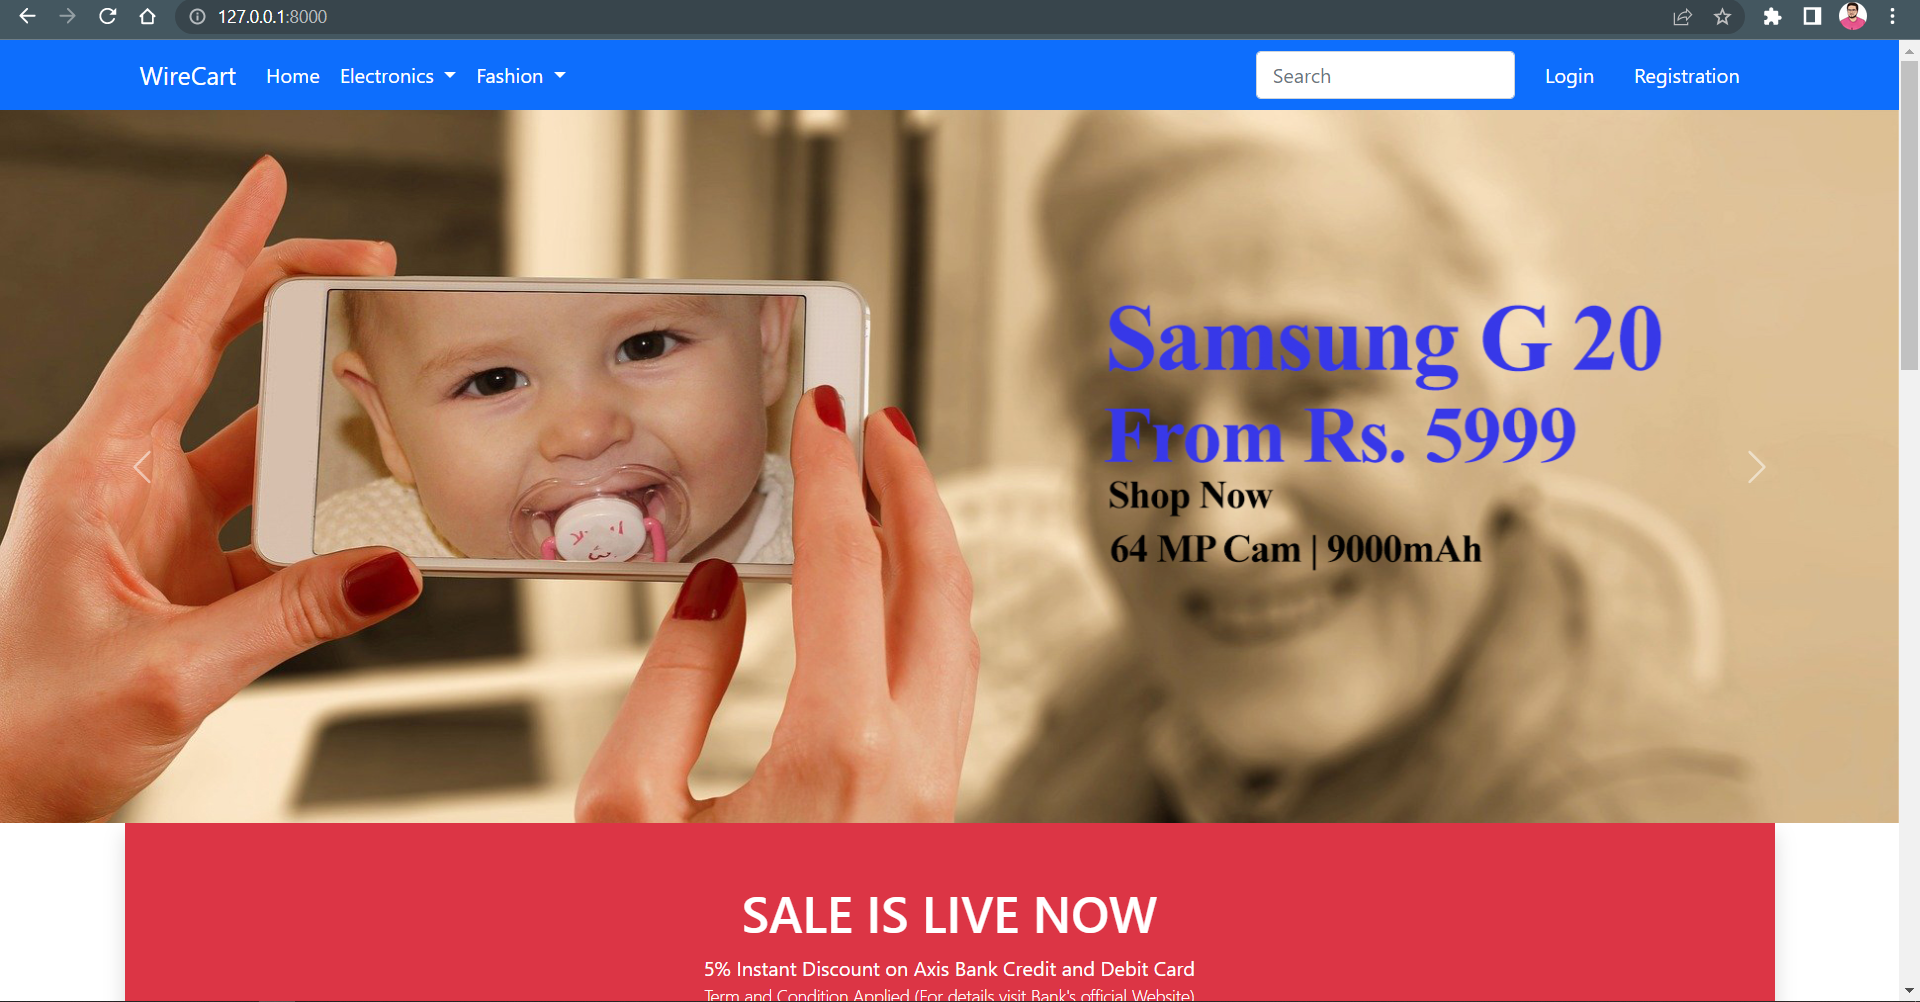 127.0.0.1:8000
WireCart Home Electronics Fashion Search Login Registration
Samsung G 20
From Rs. 5999
Shop Now
64 MP Cam | 9000mAh
SALE IS LIVE NOW
5% Instant Discount on Axis Bank Credit and Debit Card
Term and Condition Applied (For details visit Bank's official Website)